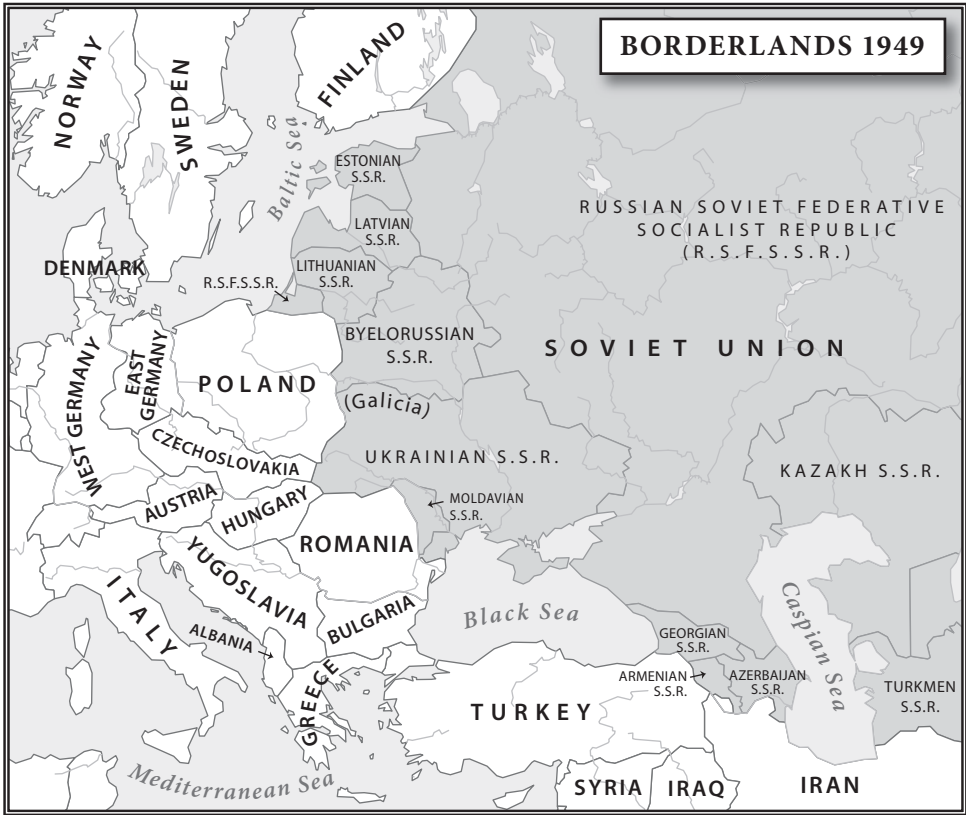 BORDERLANDS 1949
NORWAY
SWEDEN
FINLAND
Baltic Sea
ESTONIAN
S.S.R.
LATVIAN
S.S.R.
LITHUANIAN
S.S.R.
R.S.F.S.S.R.
RUSSIAN SOVIET FEDERATIVE
SOCIALIST REPUBLIC
(R.S.F.S.S.R.)
DENMARK
BYELORUSSIAN
S.S.R.
SOVIET UNION
WEST GERMANY
EAST
GERMANY
POLAND
(Galicia)
CZECHOSLOVAKIA
UKRAINIAN S.S.R.
KAZAKH S.S.R.
AUSTRIA
HUNGARY
MOLDAVIAN
S.S.R.
ROMANIA
YUGOSLAVIA
ITALY
BULGARIA
Black Sea
Caspian Sea
ALBANIA
GEORGIAN
S.S.R.
ARMENIAN
S.S.R.
AZERBAIJAN
S.S.R.
TURKMEN
S.S.R.
GREECE
TURKEY
Mediterranean Sea
SYRIA
IRAQ
IRAN